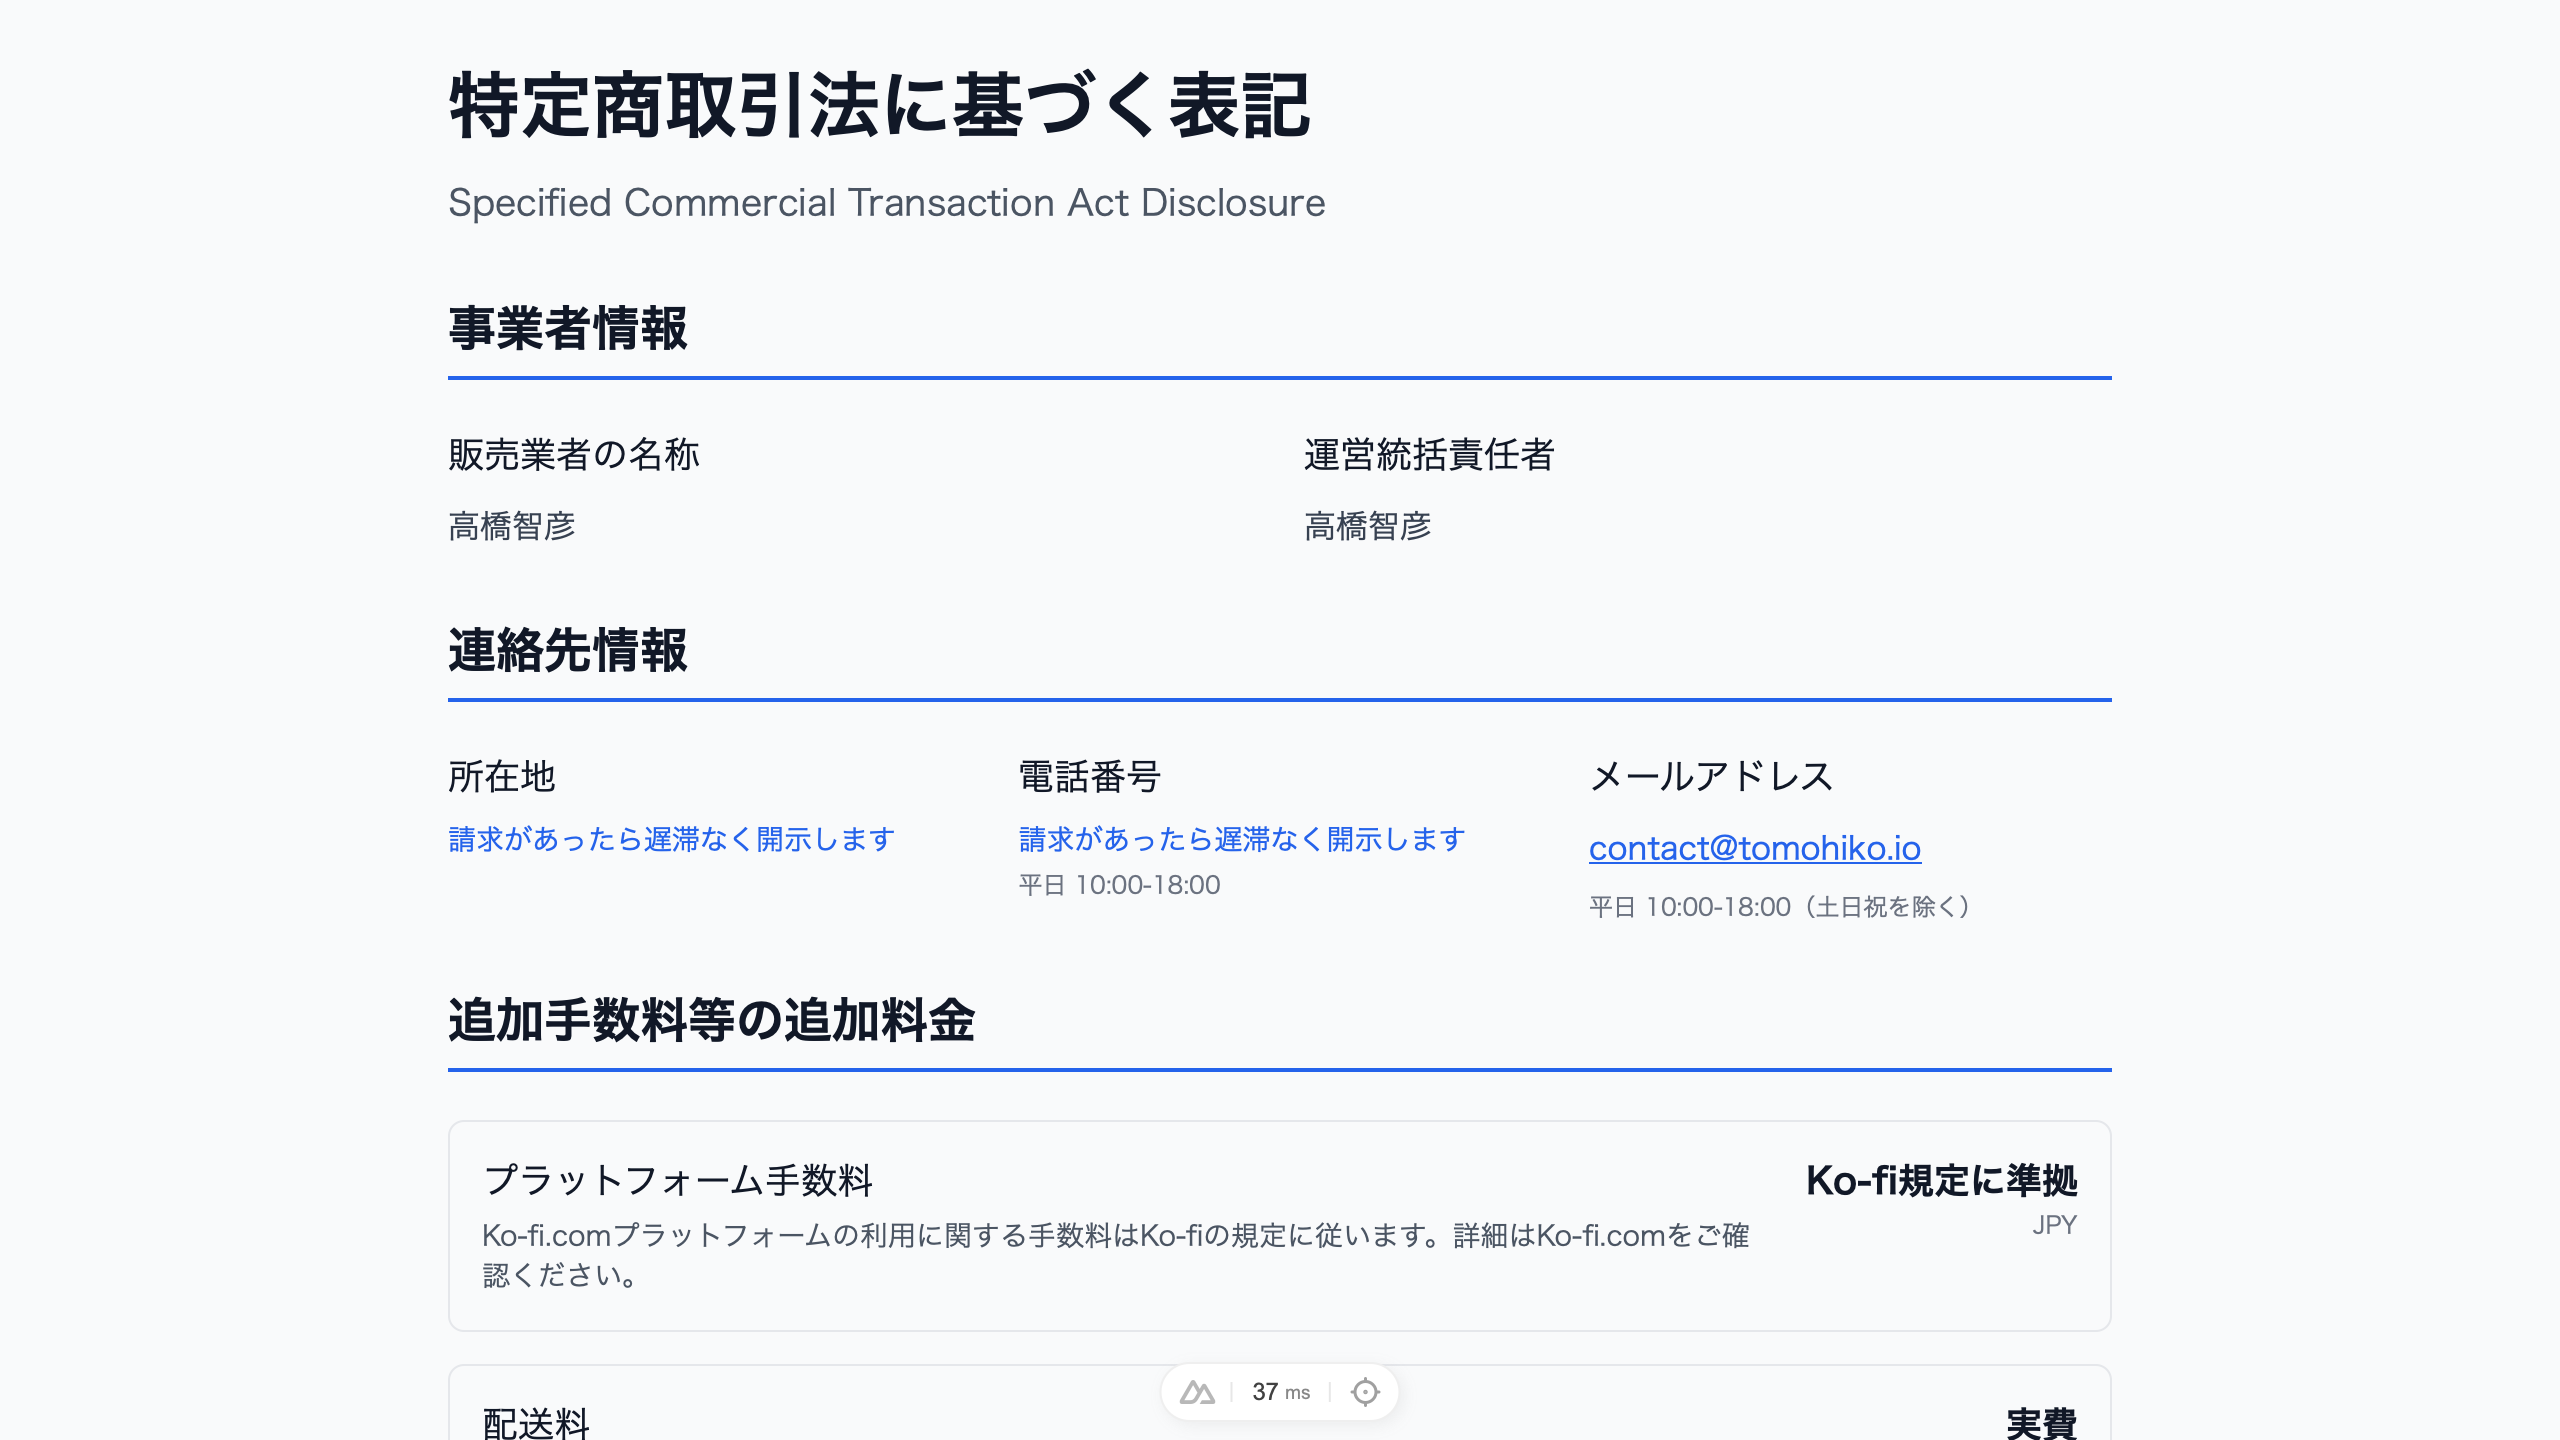 特定商取引法に基づく表記
Specified Commercial Transaction Act Disclosure
事業者情報
販売業者の名称
高橋智彦
運営統括責任者
高橋智彦
連絡先情報
所在地
請求があったら遅滞なく開示します
電話番号
請求があったら遅滞なく開示します
平日 10:00-18:00
メールアドレス
contact@tomohiko.io
平日 10:00-18:00（土日祝を除く）
追加手数料等の追加料金
プラットフォーム手数料
Ko-fi.comプラットフォームの利用に関する手数料はKo-fiの規定に従います。詳細はKo-fi.comをご確
認ください。
Ko-fi規定に準拠
JPY
配送料
実費
37 ms